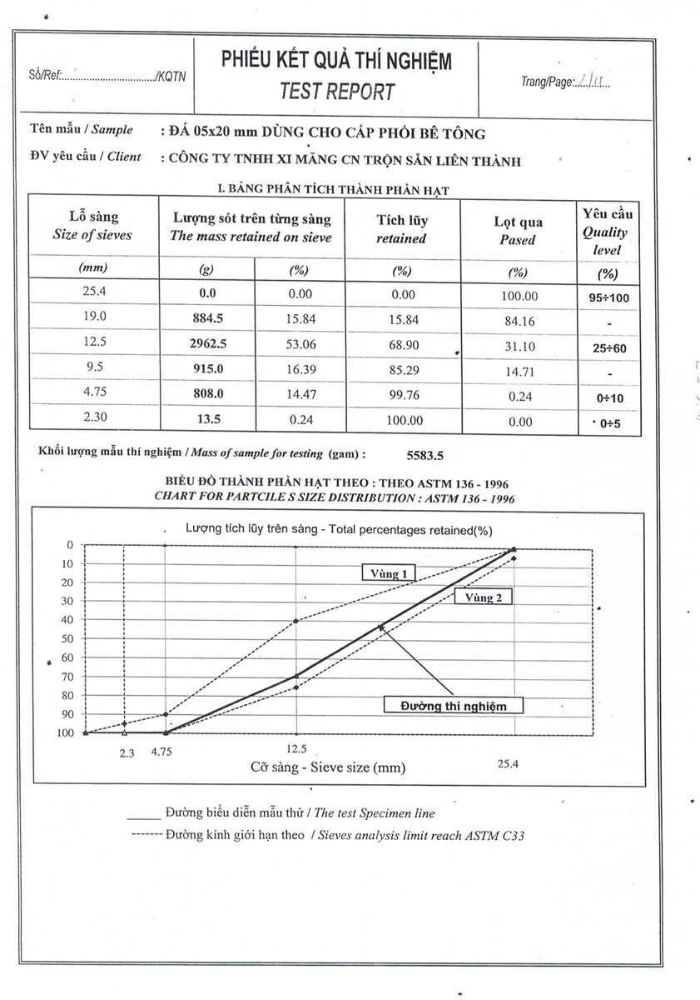 Số/Ref:................................../KQTN
PHIẾU KẾT QUẢ THÍ NGHIỆM
TEST REPORT
Trang/Page:
Tên mẫu / Sample : ĐÁ 05x20 mm DÙNG CHO CẤP PHỐI BÊ TÔNG
ĐV yêu cầu / Client : CÔNG TY TNHH XI MĂNG CN TRỘN SẴN LIÊN THÀNH
I. BẢNG PHÂN TÍCH THÀNH PHẦN HẠT
Lỗ sàng Lượng sót trên từng sàng Tích lũy Lọt qua Yêu cầu
Size of sieves The mass retained on sieve retained Pased Quality level
(mm) (g) (%) (%) (%) (%)
25.4 0.0 0.00 0.00 100.00 95÷100
19.0 884.5 15.84 15.84 84.16 -
12.5 2962.5 53.06 68.90 31.10 25÷60
9.5 915.0 16.39 85.29 14.71 -
4.75 808.0 14.47 99.76 0.24 0÷10
2.30 13.5 0.24 100.00 0.00 0÷5
Khối lượng mẫu thí nghiệm / Mass of sample for testing (gam) : 5583.5
BIỂU ĐỒ THÀNH PHẦN HẠT THEO : THEO ASTM 136 - 1996
CHART FOR PARTCILE S SIZE DISTRIBUTION : ASTM 136 - 1996
Lượng tích lũy trên sàng - Total percentages retained(%)
0
10
20
30
40
50
60
70
80
90
100
Vùng 1
Vùng 2
Đường thí nghiệm
2.3 4.75 12.5 25.4
Cỡ sàng - Sieve size (mm)
Đường biểu diễn mẫu thử / The test Specimen line
Đường kính giới hạn theo / Sieves analysis limit reach ASTM C33